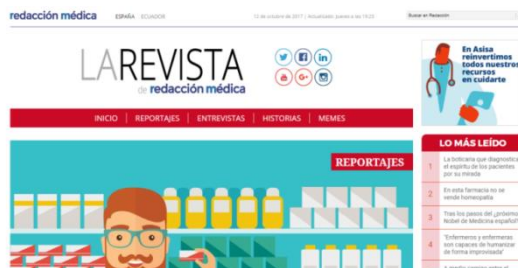 redacción médica
ESPAÑA ECUADOR
12 de octubre de 2017 | Actualizado: jueves a las 19:25
Buscar en Redacción
LAREVISTA
de redacción médica
INICIO | REPORTAJES | ENTREVISTAS | HISTORIAS | MEMES
REPORTAJES
En Asisa
reinvertimos
todos nuestros
recursos
en cuidarte
LO MÁS LEÍDO
1 La boticaria que diagnostica
el espíritu de los pacientes
por su mirada
2 En esta farmacia no se
vende homeopatía
3 Tras los pasos del ¿próximo
Nobel de Medicina español?
4 "Enfermeros y enfermeras
son capaces de humanizar
de forma improvisada"